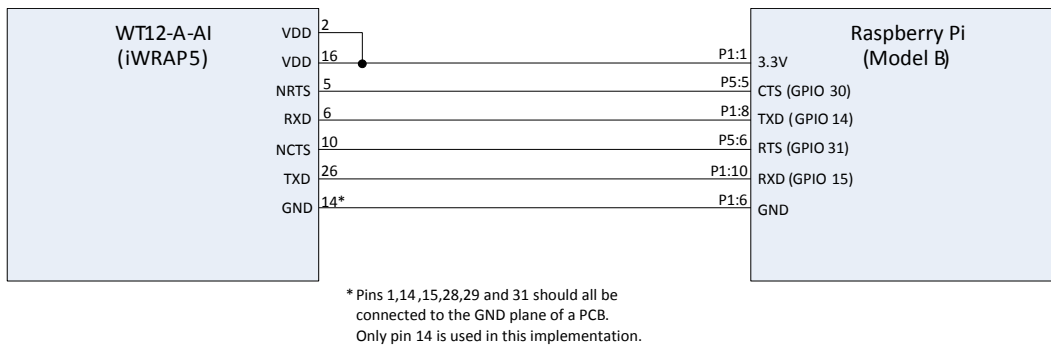 WT12-A-AI
(iWRAP5)
VDD 2
VDD 16
NRTS 5
RXD 6
NCTS 10
TXD 26
GND 14*
Raspberry Pi
(Model B)
P1:1 3.3V
P5:5 CTS (GPIO 30)
P1:8 TXD (GPIO 14)
P5:6 RTS (GPIO 31)
P1:10 RXD (GPIO 15)
P1:6 GND
* Pins 1,14,15,28,29 and 31 should all be
connected to the GND plane of a PCB.
Only pin 14 is used in this implementation.